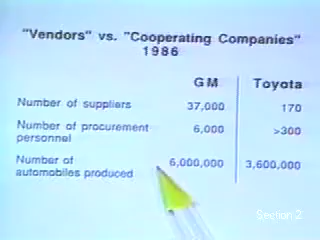 "Vendors" vs. "Cooperating Companies"
1986
GM Toyota
Number of suppliers 37,000 170
Number of procurement personnel 6,000 >300
Number of automobiles produced 6,000,000 3,600,000
Section 2